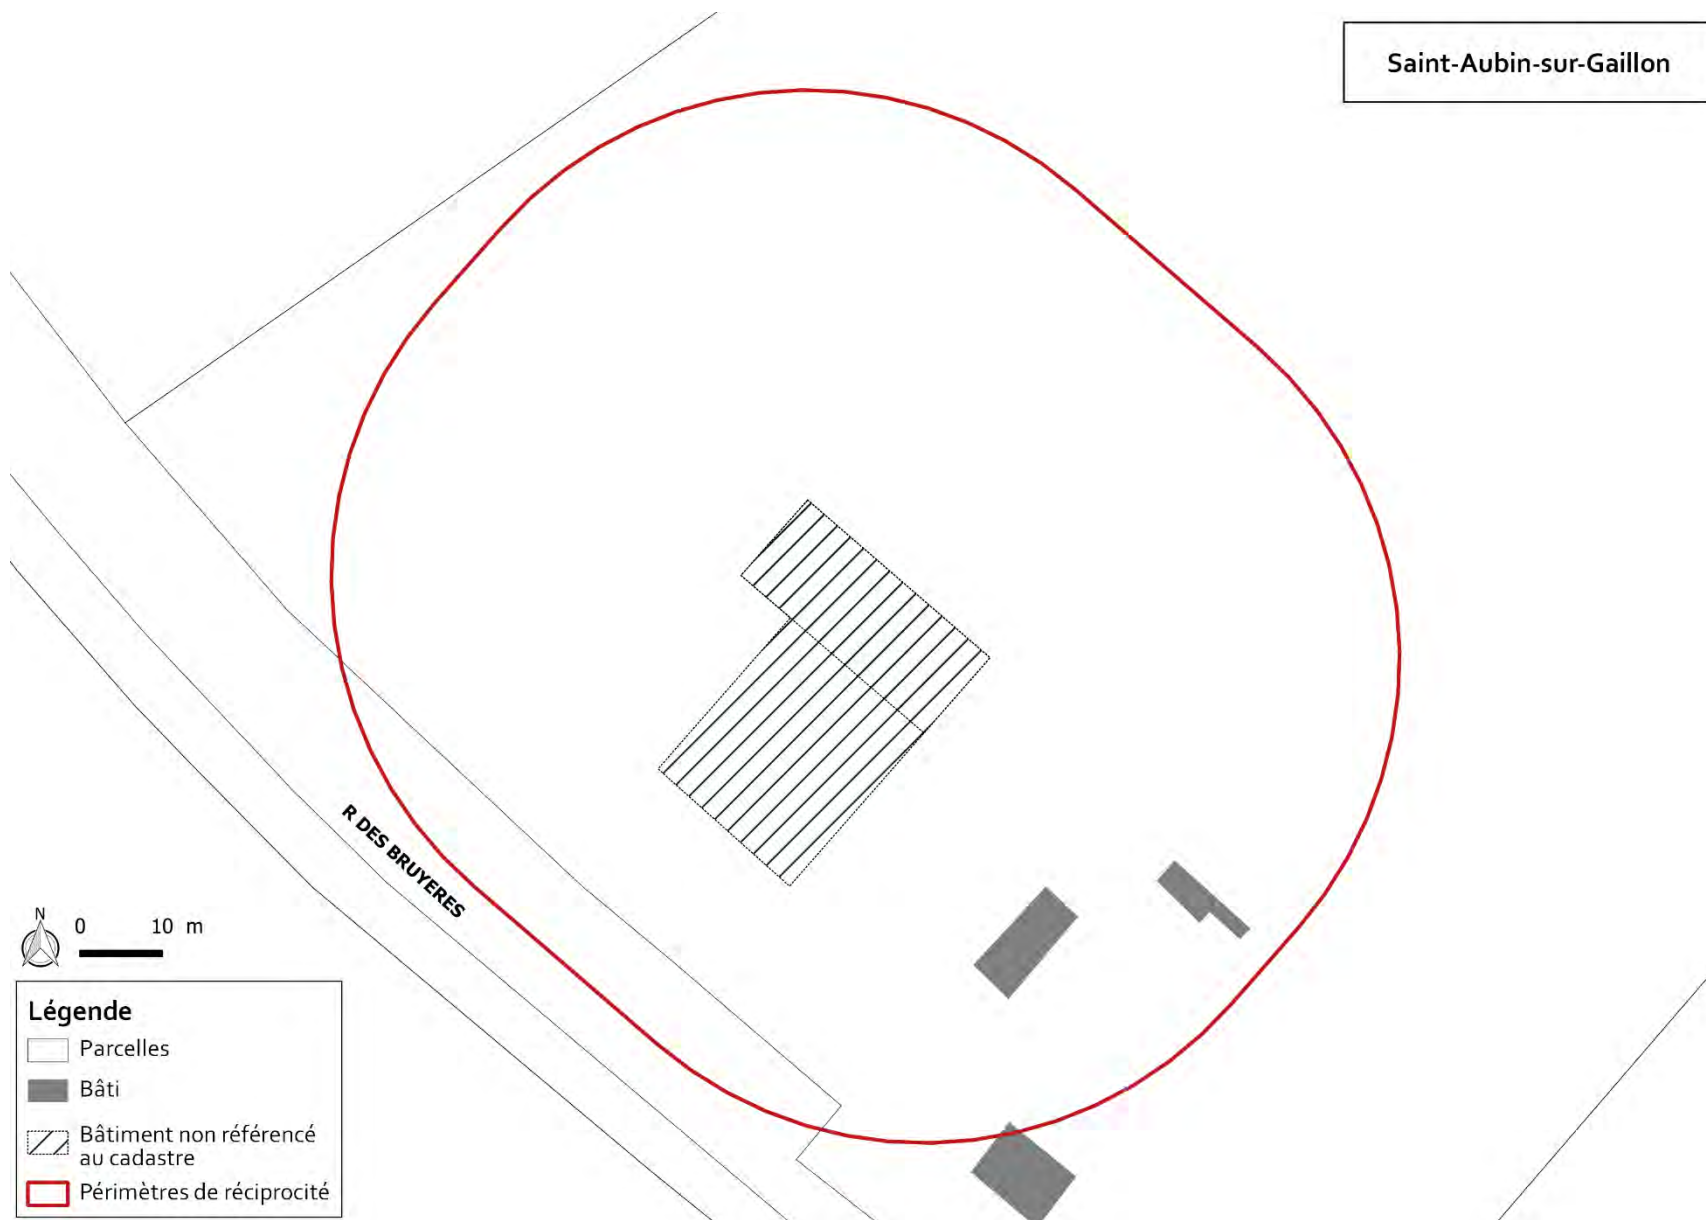 Saint-Aubin-sur-Gaillon
R DES BRUYERES
N
0 10 m
Légende
Parcelles
Bâti
Bâtiment non référencé
au cadastre
Périmètres de réciprocité